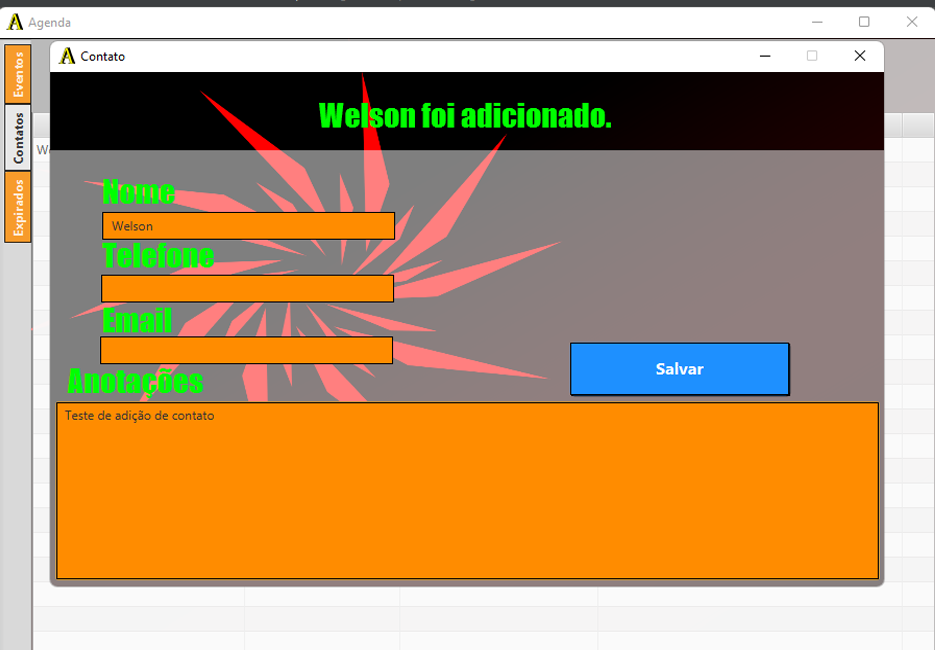 Agenda
Contato
Eventos
Contatos
Expirados
Welson foi adicionado.
Nome
Welson
Telefone
Email
Salvar
Anotações
Teste de adição de contato